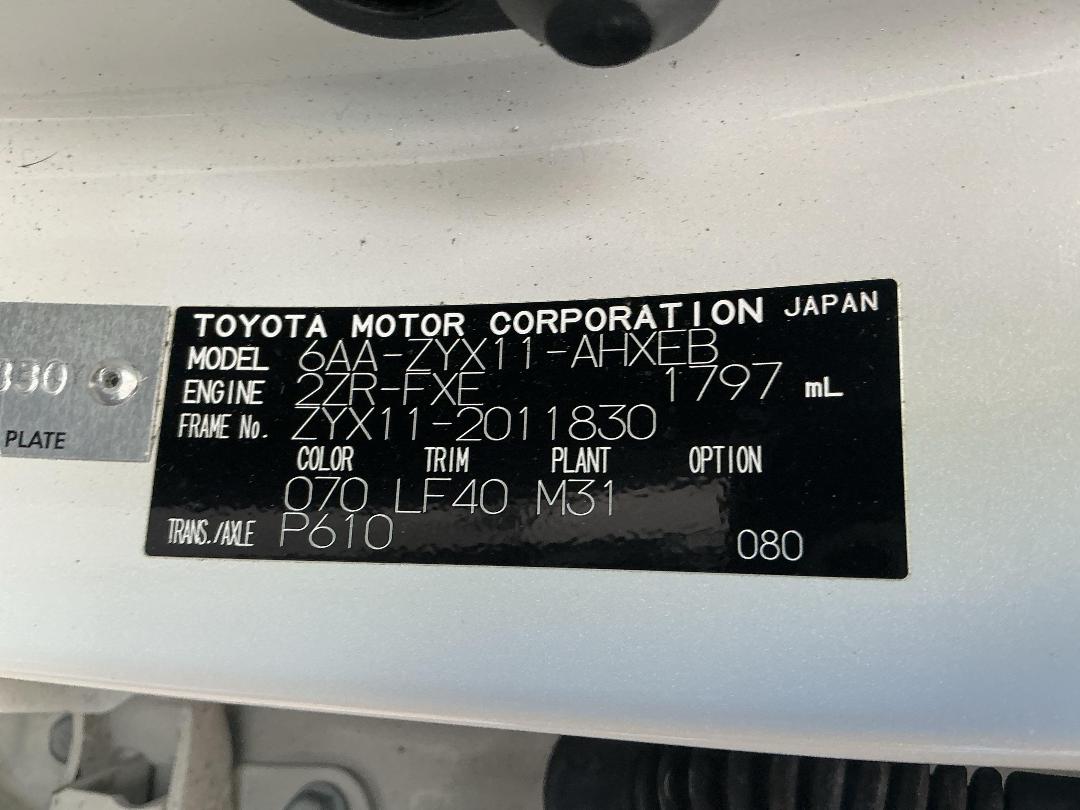 TOYOTA MOTOR CORPORATION JAPAN
MODEL 6AA-ZYX11-AHXEB
ENGINE 2ZR-FXE 1797 mL
FRAME No. ZYX11-2011830
COLOR TRIM PLANT OPTION
070 LF40 M31
TRANS./AXLE P610
080
830
PLATE